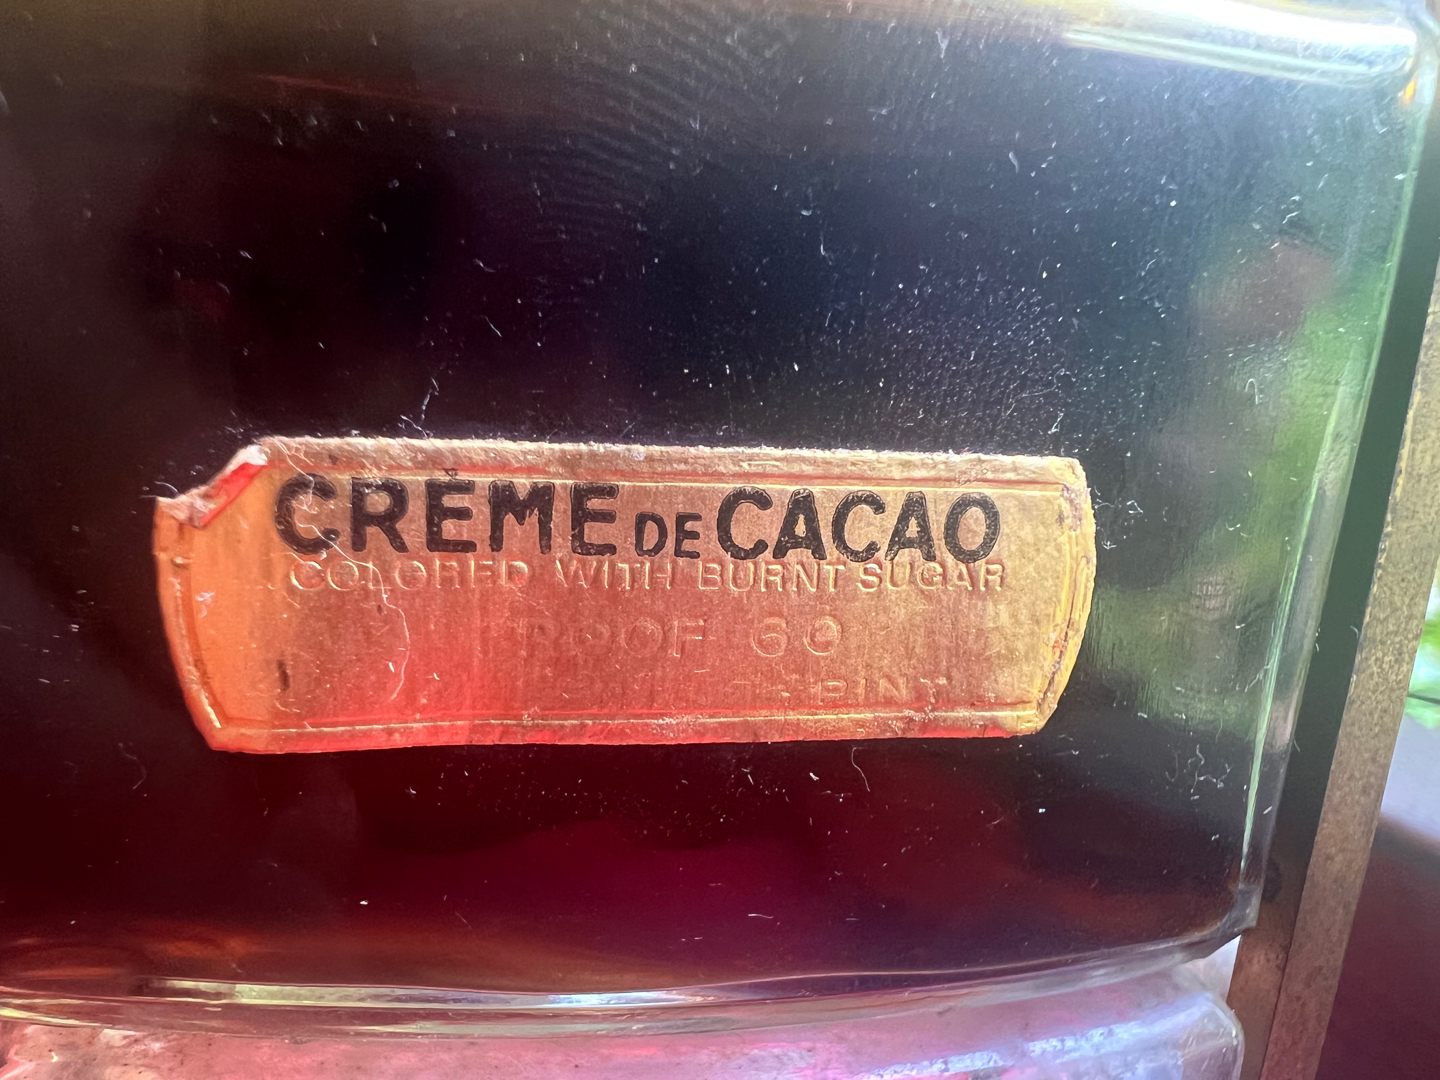 CRÈME DE CACAO
COLORED WITH BURNT SUGAR
PROOF 60
PINT